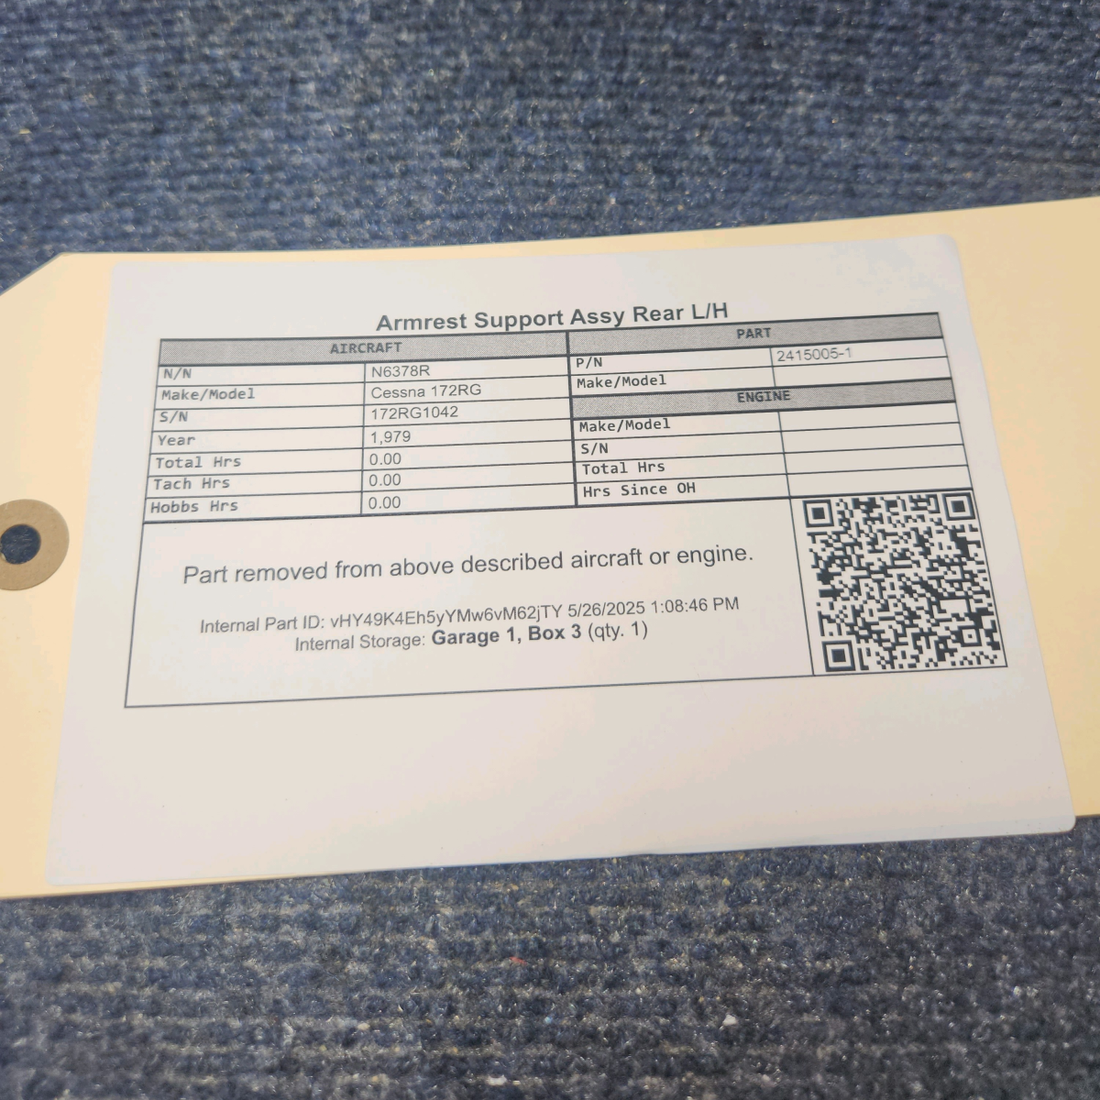 Armrest Support Assy Rear L/H
AIRCRAFT
N/N N6378R
Make/Model Cessna 172RG
S/N 172RG1042
Year 1,979
Total Hrs 0.00
Tach Hrs 0.00
Hobbs Hrs 0.00
PART
P/N 2415005-1
Make/Model
ENGINE
Make/Model
S/N
Total Hrs
Hrs Since OH
Part removed from above described aircraft or engine.
Internal Part ID: vHY49K4Eh5yYMw6vM62jTY 5/26/2025 1:08:46 PM
Internal Storage: Garage 1, Box 3 (qty. 1)